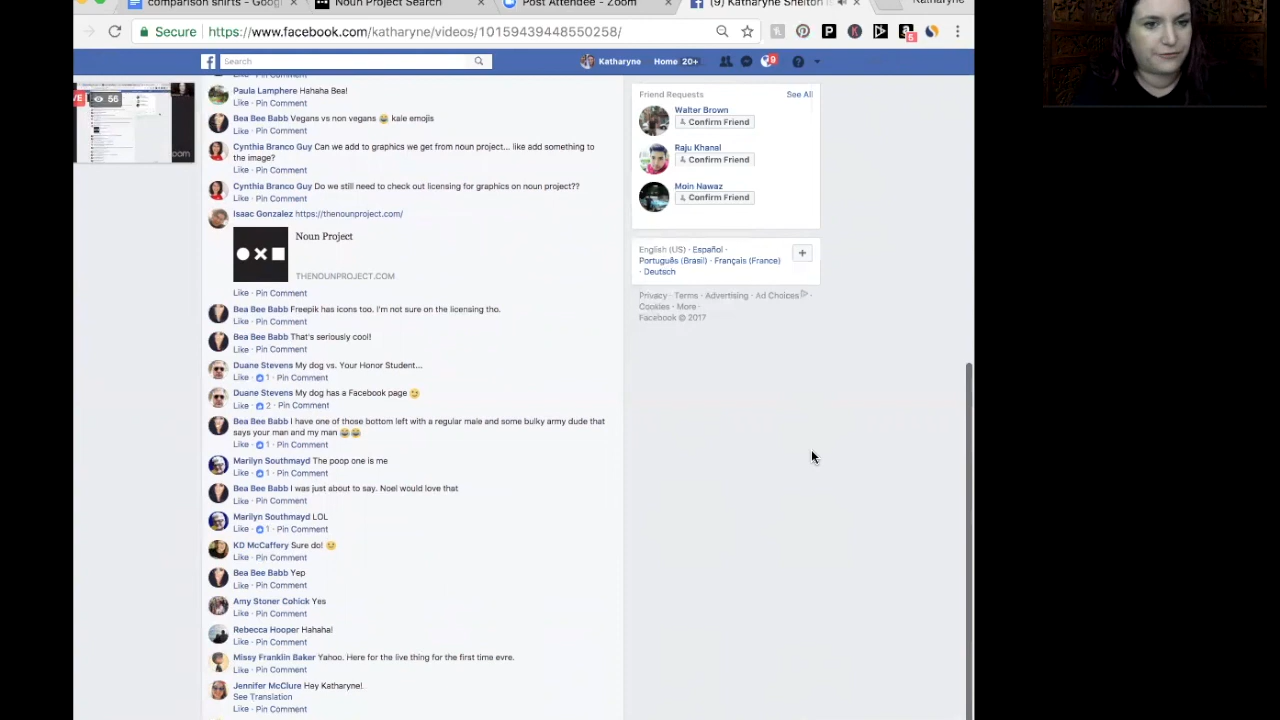 comparison shirts - Goog
Noun Project Search
Post Attendee - Zoom
(9) Katharyne Shelton is
Katharyne
Secure https://www.facebook.com/katharyne/videos/10159439448550258/
Search
Katharyne Home 20+
9
56
Paula Lamphere Hahaha Bea!
Like · Pin Comment
Bea Bee Babb Vegans vs non vegans 😂 kale emojis
Like · Pin Comment
Cynthia Branco Guy Can we add to graphics we get from noun project... like add something to
the image?
Like · Pin Comment
Cynthia Branco Guy Do we still need to check out licensing for graphics on noun project??
Like · Pin Comment
Isaac Gonzalez https://thenounproject.com/
Noun Project
THENOUNPROJECT.COM
Like · Pin Comment
Bea Bee Babb Freepik has icons too. I'm not sure on the licensing tho.
Like · Pin Comment
Bea Bee Babb That's seriously cool!
Like · Pin Comment
Duane Stevens My dog vs. Your Honor Student...
Like · 1 · Pin Comment
Duane Stevens My dog has a Facebook page 😉
Like · 2 · Pin Comment
Bea Bee Babb I have one of those bottom left with a regular male and some bulky army dude that
says your man and my man 😂😂
Like · 1 · Pin Comment
Marilyn Southmayd The poop one is me
Like · 1 · Pin Comment
Bea Bee Babb I was just about to say. Noel would love that
Like · Pin Comment
Marilyn Southmayd LOL
Like · 1 · Pin Comment
KD McCaffery Sure do! 😉
Like · Pin Comment
Bea Bee Babb Yep
Like · Pin Comment
Amy Stoner Cohick Yes
Like · Pin Comment
Rebecca Hooper Hahaha!
Like · Pin Comment
Missy Franklin Baker Yahoo. Here for the live thing for the first time evre.
Like · Pin Comment
Jennifer McClure Hey Katharyne!
See Translation
Like · Pin Comment
Friend Requests
See All
Walter Brown
Confirm Friend
Raju Khanal
Confirm Friend
Moin Nawaz
Confirm Friend
English (US) · Español ·
Português (Brasil) · Français (France)
· Deutsch
Privacy · Terms · Advertising · Ad Choices ·
Cookies · More ·
Facebook © 2017